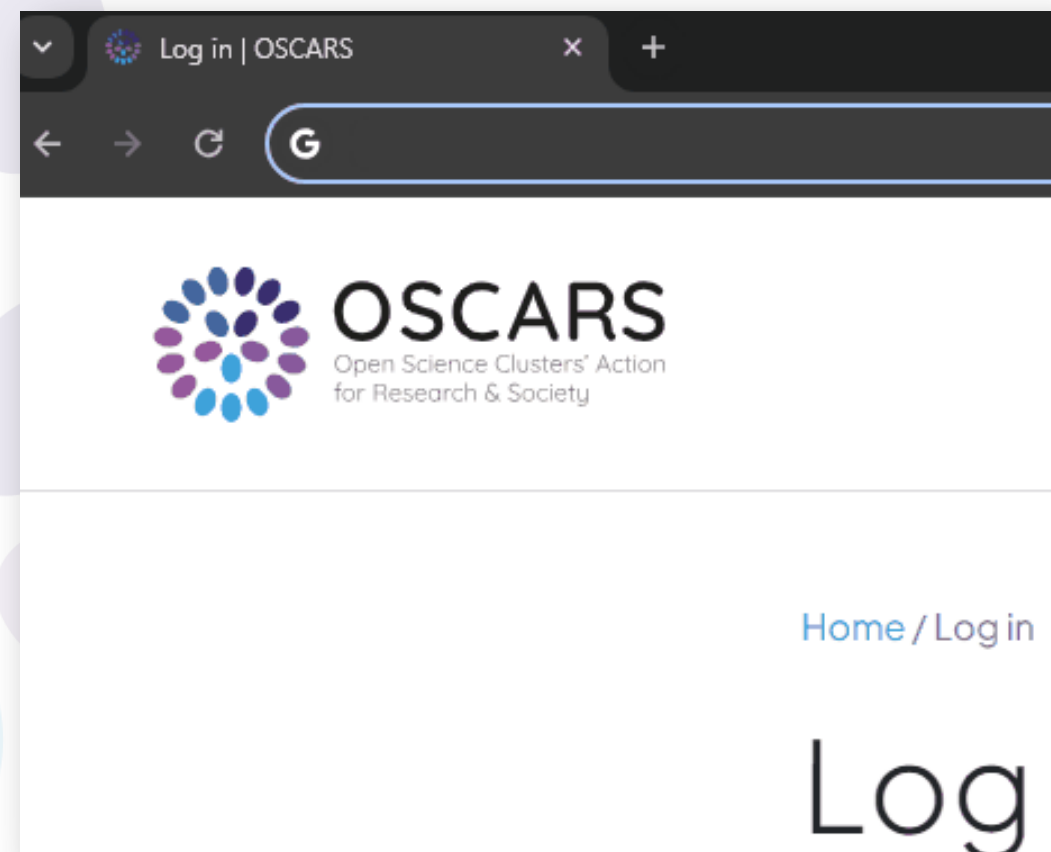 Log in | OSCARS
G
OSCARS
Open Science Clusters' Action
for Research & Society
Home / Log in
Log